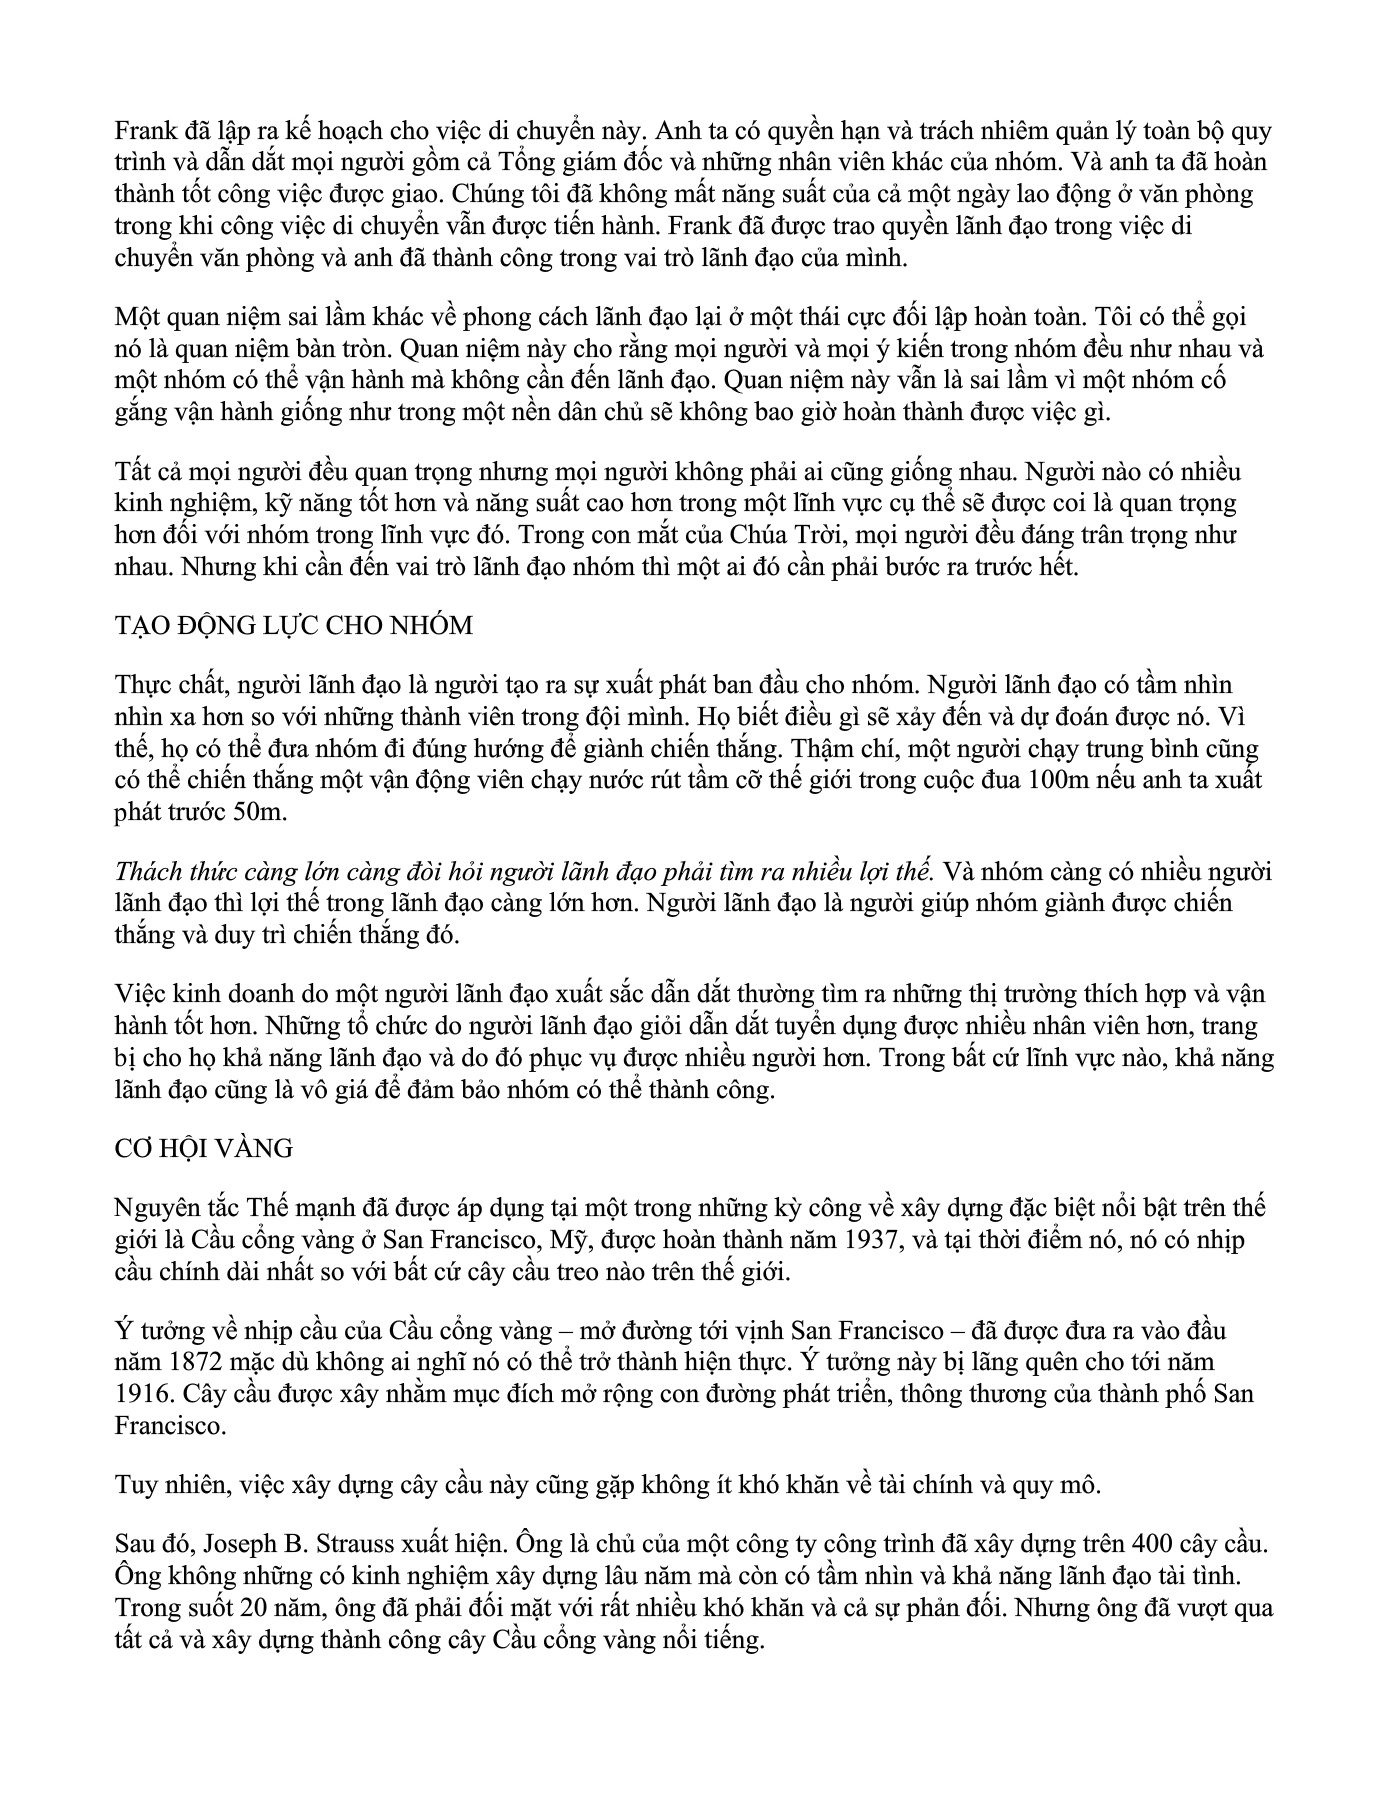 Frank đã lập ra kế hoạch cho việc di chuyển này. Anh ta có quyền hạn và trách nhiêm quản lý toàn bộ quy
trình và dẫn dắt mọi người gồm cả Tổng giám đốc và những nhân viên khác của nhóm. Và anh ta đã hoàn
thành tốt công việc được giao. Chúng tôi đã không mất năng suất của cả một ngày lao động ở văn phòng
trong khi công việc di chuyển vẫn được tiến hành. Frank đã được trao quyền lãnh đạo trong việc di
chuyển văn phòng và anh đã thành công trong vai trò lãnh đạo của mình.
Một quan niệm sai lầm khác về phong cách lãnh đạo lại ở một thái cực đối lập hoàn toàn. Tôi có thể gọi
nó là quan niệm bàn tròn. Quan niệm này cho rằng mọi người và mọi ý kiến trong nhóm đều như nhau và
một nhóm có thể vận hành mà không cần đến lãnh đạo. Quan niệm này vẫn là sai lầm vì một nhóm cố
gắng vận hành giống như trong một nền dân chủ sẽ không bao giờ hoàn thành được việc gì.
Tất cả mọi người đều quan trọng nhưng mọi người không phải ai cũng giống nhau. Người nào có nhiều
kinh nghiệm, kỹ năng tốt hơn và năng suất cao hơn trong một lĩnh vực cụ thể sẽ được coi là quan trọng
hơn đối với nhóm trong lĩnh vực đó. Trong con mắt của Chúa Trời, mọi người đều đáng trân trọng như
nhau. Nhưng khi cần đến vai trò lãnh đạo nhóm thì một ai đó cần phải bước ra trước hết.
TẠO ĐỘNG LỰC CHO NHÓM
Thực chất, người lãnh đạo là người tạo ra sự xuất phát ban đầu cho nhóm. Người lãnh đạo có tầm nhìn
nhìn xa hơn so với những thành viên trong đội mình. Họ biết điều gì sẽ xảy đến và dự đoán được nó. Vì
thế, họ có thể đưa nhóm đi đúng hướng để giành chiến thắng. Thậm chí, một người chạy trung bình cũng
có thể chiến thắng một vận động viên chạy nước rút tầm cỡ thế giới trong cuộc đua 100m nếu anh ta xuất
phát trước 50m.
Thách thức càng lớn càng đòi hỏi người lãnh đạo phải tìm ra nhiều lợi thế. Và nhóm càng có nhiều người
lãnh đạo thì lợi thế trong lãnh đạo càng lớn hơn. Người lãnh đạo là người giúp nhóm giành được chiến
thắng và duy trì chiến thắng đó.
Việc kinh doanh do một người lãnh đạo xuất sắc dẫn dắt thường tìm ra những thị trường thích hợp và vận
hành tốt hơn. Những tổ chức do người lãnh đạo giỏi dẫn dắt tuyển dụng được nhiều nhân viên hơn, trang
bị cho họ khả năng lãnh đạo và do đó phục vụ được nhiều người hơn. Trong bất cứ lĩnh vực nào, khả năng
lãnh đạo cũng là vô giá để đảm bảo nhóm có thể thành công.
CƠ HỘI VÀNG
Nguyên tắc Thế mạnh đã được áp dụng tại một trong những kỳ công về xây dựng đặc biệt nổi bật trên thế
giới là Cầu cổng vàng ở San Francisco, Mỹ, được hoàn thành năm 1937, và tại thời điểm nó, nó có nhịp
cầu chính dài nhất so với bất cứ cây cầu treo nào trên thế giới.
Ý tưởng về nhịp cầu của Cầu cổng vàng – mở đường tới vịnh San Francisco – đã được đưa ra vào đầu
năm 1872 mặc dù không ai nghĩ nó có thể trở thành hiện thực. Ý tưởng này bị lãng quên cho tới năm
1916. Cây cầu được xây nhằm mục đích mở rộng con đường phát triển, thông thương của thành phố San
Francisco.
Tuy nhiên, việc xây dựng cây cầu này cũng gặp không ít khó khăn về tài chính và quy mô.
Sau đó, Joseph B. Strauss xuất hiện. Ông là chủ của một công ty công trình đã xây dựng trên 400 cây cầu.
Ông không những có kinh nghiệm xây dựng lâu năm mà còn có tầm nhìn và khả năng lãnh đạo tài tình.
Trong suốt 20 năm, ông đã phải đối mặt với rất nhiều khó khăn và cả sự phản đối. Nhưng ông đã vượt qua
tất cả và xây dựng thành công cây Cầu cổng vàng nổi tiếng.